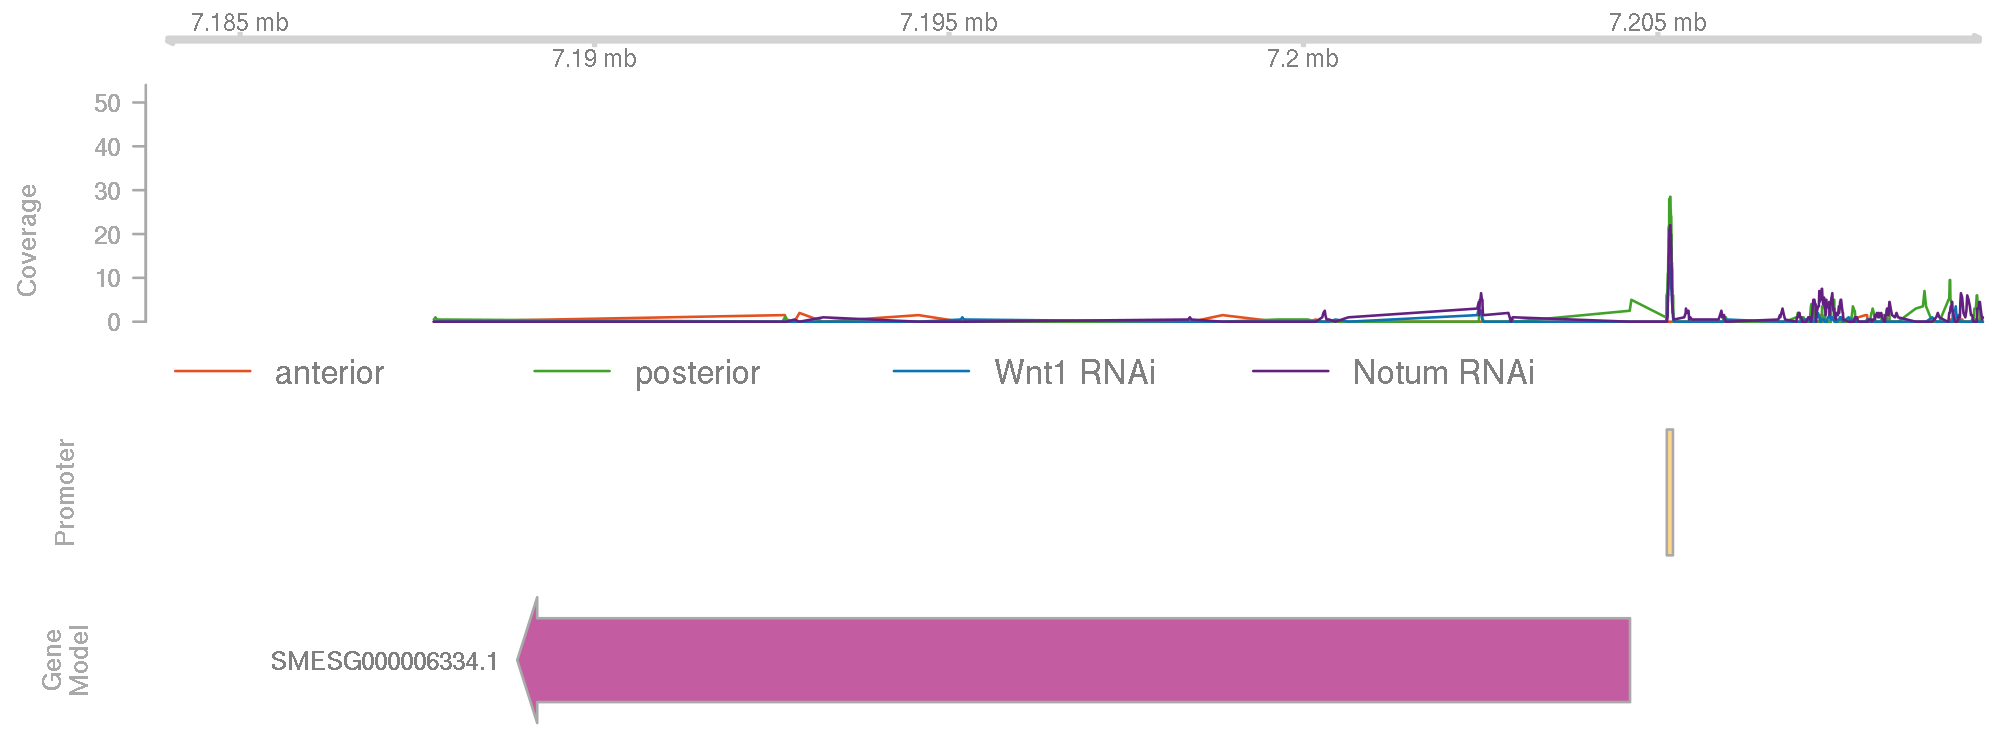 7.185 mb 7.195 mb 7.205 mb
7.19 mb 7.2 mb
Coverage
50
40
30
20
10
0
anterior posterior Wnt1 RNAi Notum RNAi
Promoter
Gene
Model
SMESG000006334.1